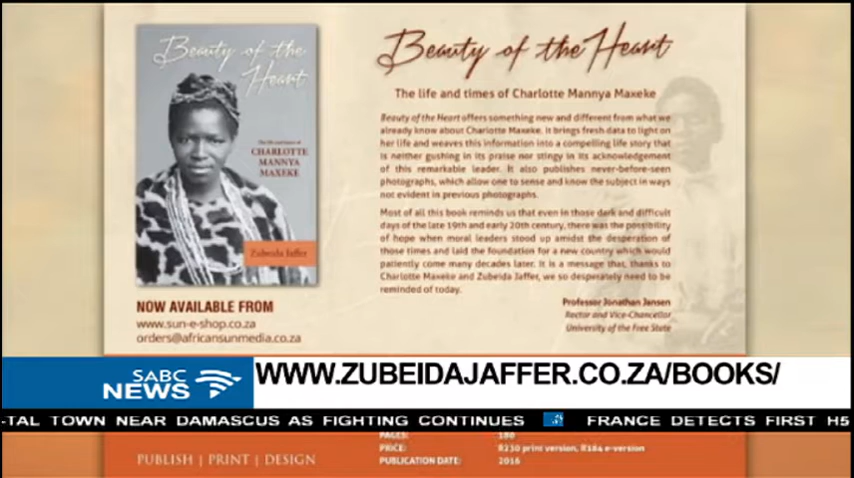 Beauty of the
Heart
The life and times of
CHARLOTTE
MANNYA
MAXEKE
Zubeida Jaffer
NOW AVAILABLE FROM
www.sun-e-shop.co.za
orders@africansunmedia.co.za
Beauty of the Heart
The life and times of Charlotte Mannya Maxeke
Beauty of the Heart offers something new and different from what we
already know about Charlotte Maxeke. It brings fresh data to light on
her life and weaves this information into a compelling life story that
is neither gushing in its praise nor stingy in its acknowledgement
of this remarkable leader. It also publishes never-before-seen
photographs, which allow one to sense and know the subject in ways
not evident in previous photographs.
Most of all this book reminds us that even in those dark and difficult
days of the late 19th and early 20th century, there was the possibility
of hope when moral leaders stood up amidst the desperation of
those times and laid the foundation for a new country which would
patiently come many decades later. It is a message that, thanks to
Charlotte Maxeke and Zubeida Jaffer, we so desperately need to be
reminded of today.
Professor Jonathan Jansen
Rector and Vice-Chancellor
University of the Free State
SABC
NEWS
WWW.ZUBEIDAJAFFER.CO.ZA/BOOKS/
-TAL TOWN NEAR DAMASCUS AS FIGHTING CONTINUES FRANCE DETECTS FIRST H5
PAGES: 180
PRICE: R230 print version, R184 e-version
PUBLICATION DATE: 2016
PUBLISH | PRINT | DESIGN